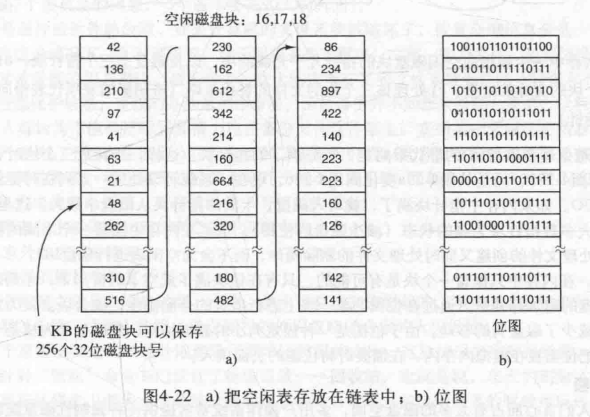 空闲磁盘块：16,17,18
42 230 86 1001101101101100
136 162 234 0110110111110111
210 612 897 1010110110110110
97 342 422 0110110110111011
41 214 140 1110111011101111
63 160 223 1101101010001111
21 664 223 0000111011010111
48 216 160 1011101101101111
262 320 126 1100100011101111
310 180 142 0111011101110111
516 482 141 1101111101110111
1 KB的磁盘块可以保存
256个32位磁盘块号
位图
a)
b)
图4-22 a) 把空闲表存放在链表中；b) 位图